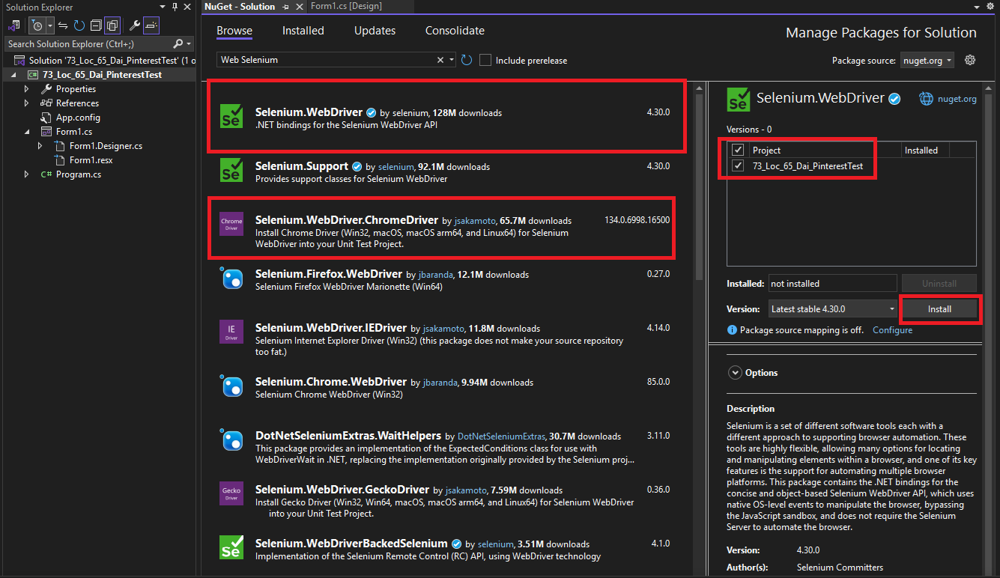 Solution Explorer
Search Solution Explorer (Ctrl+;)
Solution '73_Loc_65_Dai_PinterestTest' (1 o
C# 73_Loc_65_Dai_PinterestTest
Properties
References
App.config
Form1.cs
Form1.Designer.cs
Form1.resx
C# Program.cs
NuGet - Solution
Form1.cs [Design]
Browse
Installed
Updates
Consolidate
Manage Packages for Solution
Web Selenium
Include prerelease
Package source: nuget.org
Se
Selenium.WebDriver by selenium, 128M downloads
4.30.0
.NET bindings for the Selenium WebDriver API
Se
Selenium.Support by selenium, 92.1M downloads
4.30.0
Provides support classes for Selenium WebDriver
Chrome
Driver
Selenium.WebDriver.ChromeDriver by jsakamoto, 65.7M downloads
134.0.6998.16500
Install Chrome Driver (Win32, macOS, macOS arm64, and Linux64) for Selenium
WebDriver into your Unit Test Project.
Selenium.Firefox.WebDriver by jbaranda, 12.1M downloads
0.27.0
Selenium Firefox WebDriver Marionette (Win64)
IE
Driver
Selenium.WebDriver.IEDriver by jsakamoto, 11.8M downloads
4.14.0
Selenium Internet Explorer Driver (Win32) (this package does not make your source repository
too fat.)
Selenium.Chrome.WebDriver by jbaranda, 9.94M downloads
85.0.0
Selenium Chrome WebDriver (Win32)
DotNetSeleniumExtras.WaitHelpers by DotNetSeleniumExtras, 30.7M downloads
3.11.0
This package provides an implementation of the ExpectedConditions class for use with
WebDriverWait in .NET, replacing the implementation originally provided by the Selenium proj...
Gecko
Driver
Selenium.WebDriver.GeckoDriver by jsakamoto, 7.59M downloads
0.36.0
Install Gecko Driver (Win32, Win64, macOS, macOS arm64, and Linux64) for Selenium WebDriver
into your Unit Test Project.
Se
Selenium.WebDriverBackedSelenium by selenium, 3.51M downloads
4.1.0
Implementation of the Selenium Remote Control (RC) API, using WebDriver technology
Se
Selenium.WebDriver
nuget.org
Versions - 0
Project
Installed
73_Loc_65_Dai_PinterestTest
Installed: not installed
Uninstall
Version: Latest stable 4.30.0
Install
Package source mapping is off. Configure
Options
Description
Selenium is a set of different software tools each with a
different approach to supporting browser automation. These
tools are highly flexible, allowing many options for locating
and manipulating elements within a browser, and one of its key
features is the support for automating multiple browser
platforms. This package contains the .NET bindings for the
concise and object-based Selenium WebDriver API, which uses
native OS-level events to manipulate the browser, bypassing
the JavaScript sandbox, and does not require the Selenium
Server to automate the browser.
Version: 4.30.0
Author(s): Selenium Committers